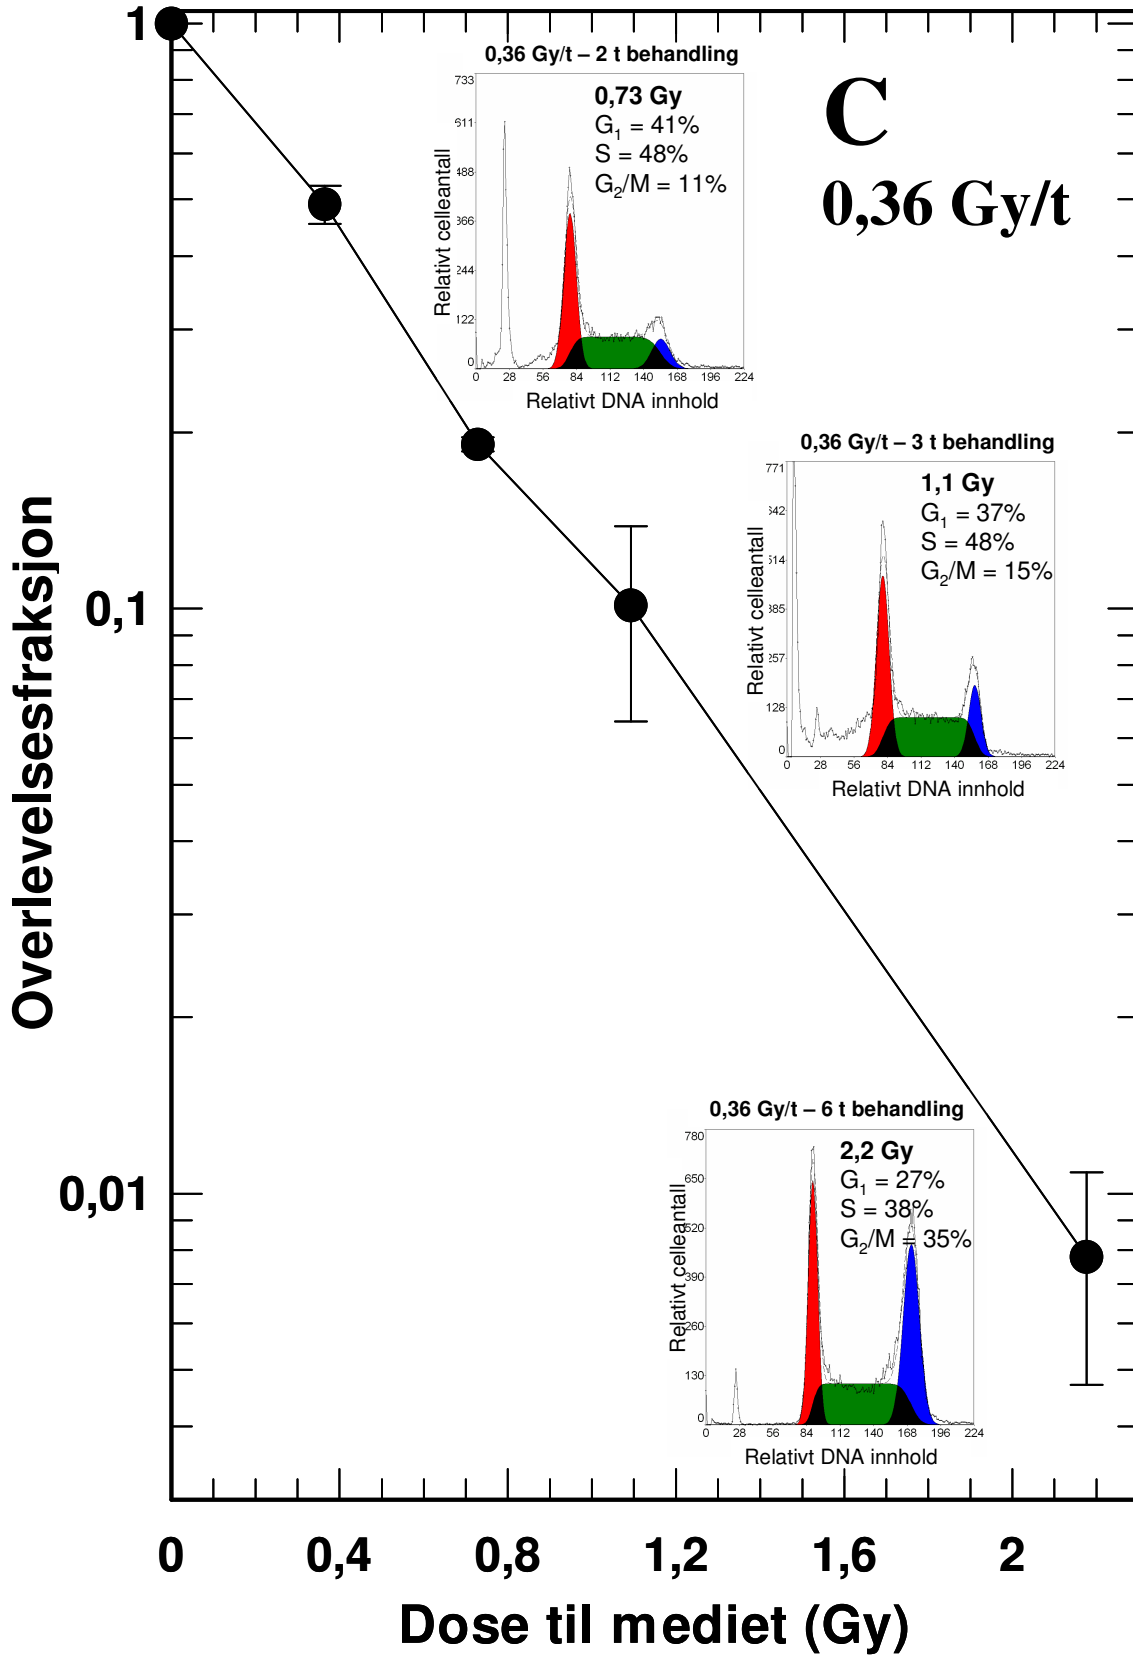 C
0,36 Gy/t
Overlevelsesfraksjon
1
0,1
0,01
0,36 Gy/t – 2 t behandling
0,73 Gy
G1 = 41%
S = 48%
G2/M = 11%
Relativt celleantall
733
611
488
366
244
122
0
0 28 56 84 112 140 168 196 224
Relativt DNA innhold
0,36 Gy/t – 3 t behandling
1,1 Gy
G1 = 37%
S = 48%
G2/M = 15%
Relativt celleantall
771
642
514
385
257
128
0
0 28 56 84 112 140 168 196 224
Relativt DNA innhold
0,36 Gy/t – 6 t behandling
2,2 Gy
G1 = 27%
S = 38%
G2/M = 35%
Relativt celleantall
780
650
520
390
260
130
0
0 28 56 84 112 140 168 196 224
Relativt DNA innhold
0 0,4 0,8 1,2 1,6 2
Dose til mediet (Gy)